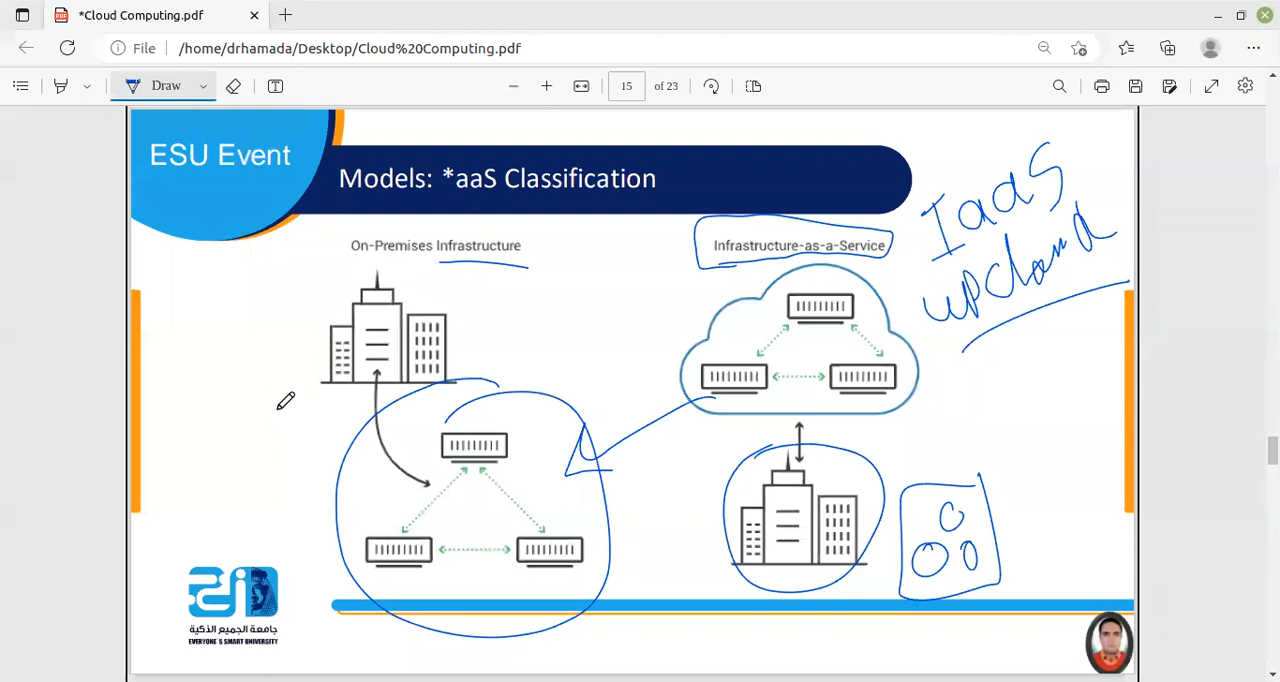 *Cloud Computing.pdf
File
/home/drhamada/Desktop/Cloud%20Computing.pdf
Draw
15
of 23
ESU Event
Models: *aaS Classification
IaaS
On-Premises Infrastructure
Infrastructure-as-a-Service
جامعة الجميع الذكية
EVERYONE`S SMART UNIVERSITY